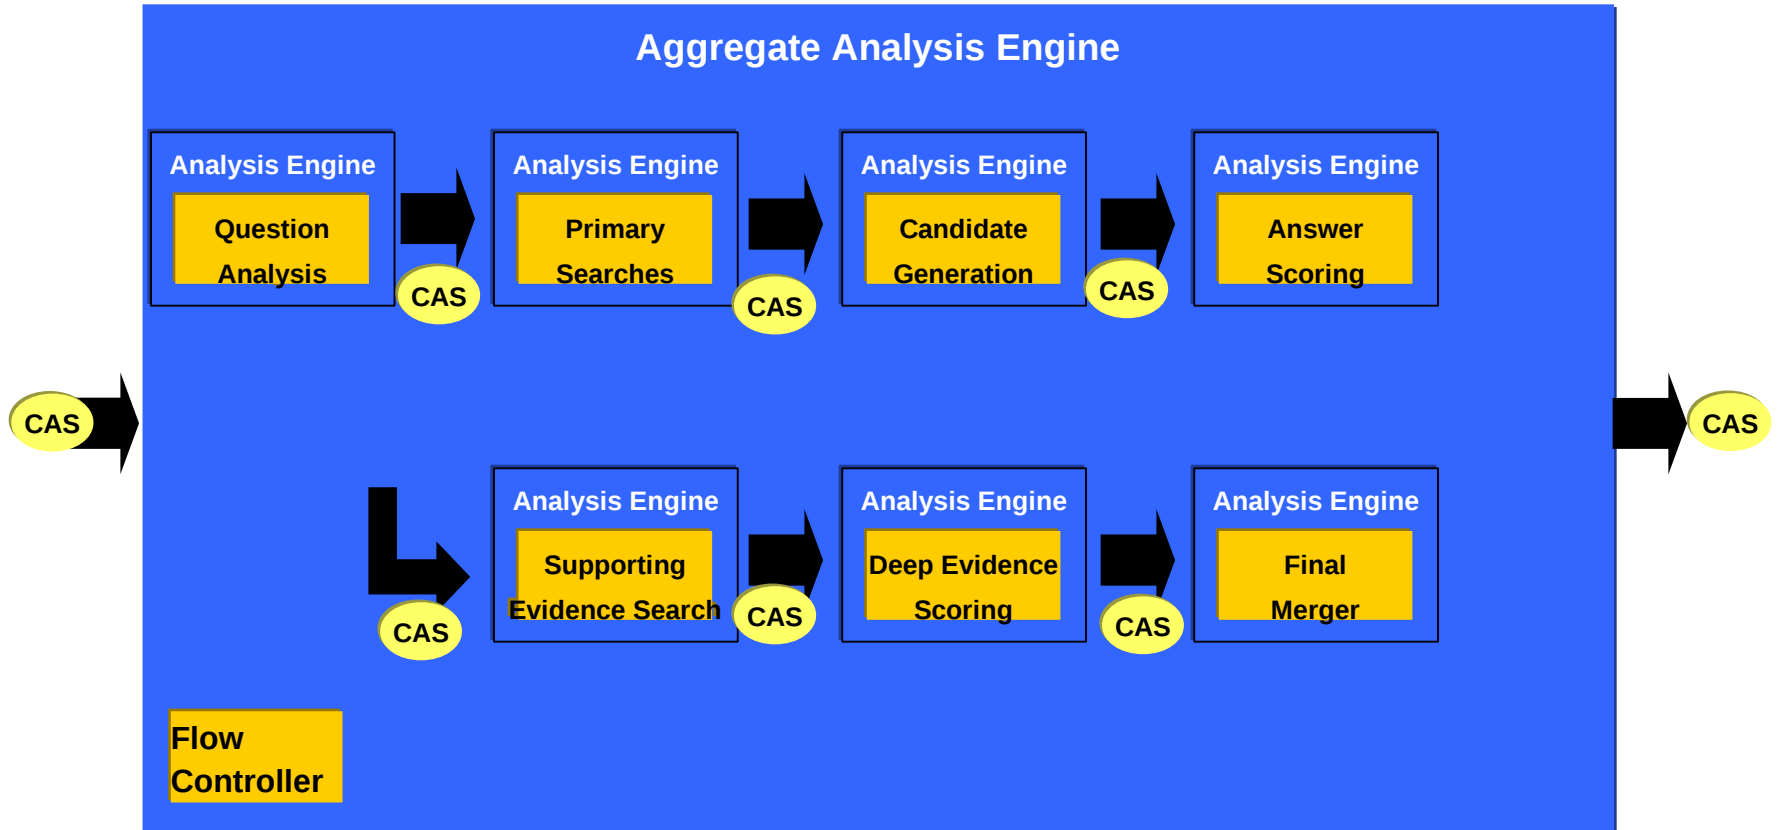 Aggregate Analysis Engine
Analysis Engine
Question
Analysis
CAS
Analysis Engine
Primary
Searches
CAS
Analysis Engine
Candidate
Generation
CAS
Analysis Engine
Answer
Scoring
CAS
CAS
CAS
Analysis Engine
Supporting
Evidence Search
CAS
Analysis Engine
Deep Evidence
Scoring
CAS
Analysis Engine
Final
Merger
Flow
Controller